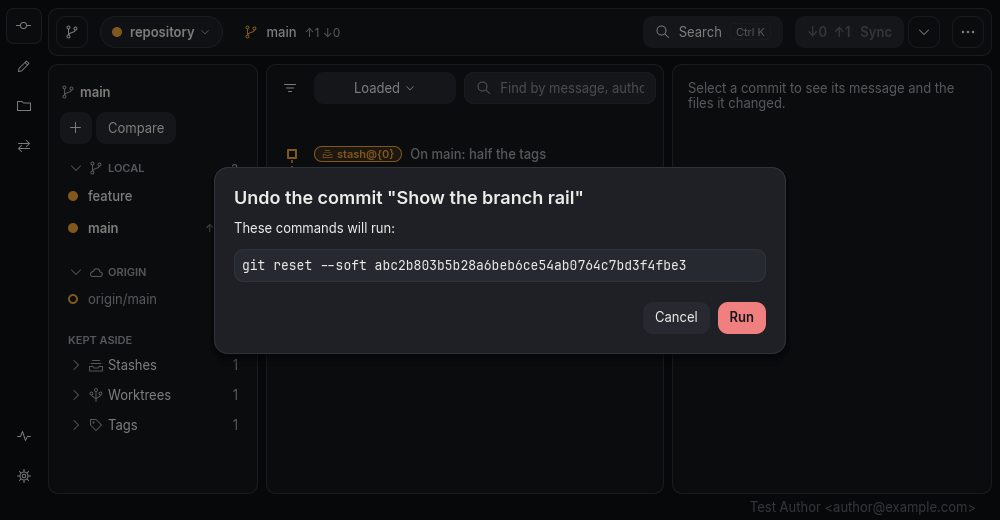 repository
main ↑1 ↓0
Search Ctrl K
↓0 ↑1 Sync
main
Compare
LOCAL
feature
main
ORIGIN
origin/main
KEPT ASIDE
Stashes 1
Worktrees 1
Tags 1
Loaded
Find by message, autho
stash@{0} On main: half the tags
Select a commit to see its message and the
files it changed.
Undo the commit "Show the branch rail"
These commands will run:
git reset --soft abc2b803b5b28a6beb6ce54ab0764c7bd3f4fbe3
Cancel
Run
Test Author <author@example.com>